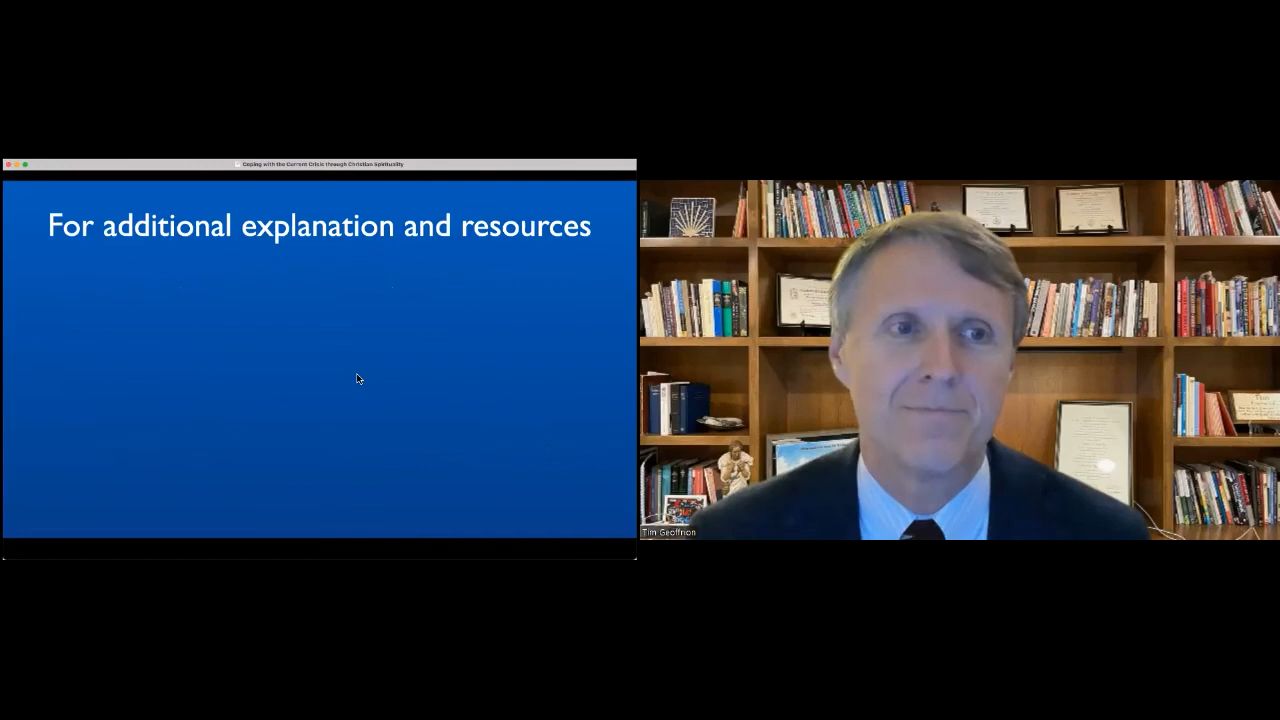 Coping with the Current Crisis through Christian Spirituality
For additional explanation and resources
Tim Geoffrion